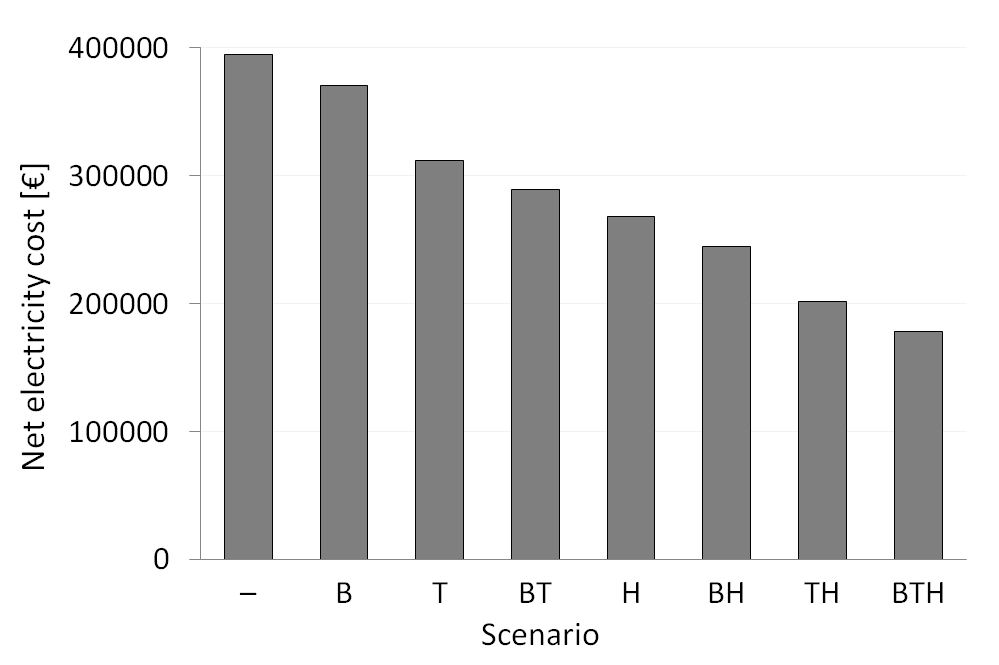 Net electricity cost [€]
400000
300000
200000
100000
0
– B T BT H BH TH BTH
Scenario